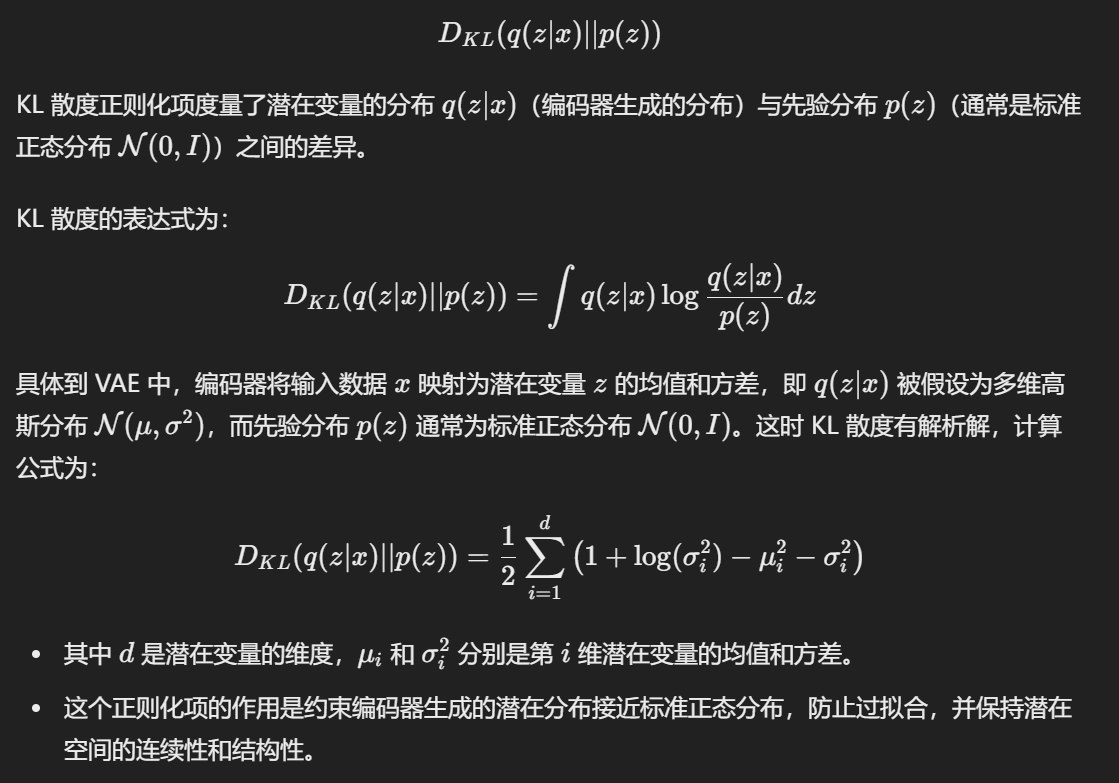 $D_{KL}(q(z|x)||p(z))$
KL 散度正则化项度量了潜在变量的分布 $q(z|x)$（编码器生成的分布）与先验分布 $p(z)$（通常是标准
正态分布 $\mathcal{N}(0, I)$）之间的差异。
KL 散度的表达式为：
$D_{KL}(q(z|x)||p(z)) = \int q(z|x) \log \frac{q(z|x)}{p(z)} dz$
具体到 VAE 中，编码器将输入数据 $x$ 映射为潜在变量 $z$ 的均值和方差，即 $q(z|x)$ 被假设为多维高
斯分布 $\mathcal{N}(\mu, \sigma^2)$，而先验分布 $p(z)$ 通常为标准正态分布 $\mathcal{N}(0, I)$。这时 KL 散度有解析解，计算
公式为：
$D_{KL}(q(z|x)||p(z)) = \frac{1}{2} \sum_{i=1}^{d} \left(1 + \log(\sigma_i^2) - \mu_i^2 - \sigma_i^2\right)$
• 其中 $d$ 是潜在变量的维度，$\mu_i$ 和 $\sigma_i^2$ 分别是第 $i$ 维潜在变量的均值和方差。
• 这个正则化项的作用是约束编码器生成的潜在分布接近标准正态分布，防止过拟合，并保持潜在
空间的连续性和结构性。